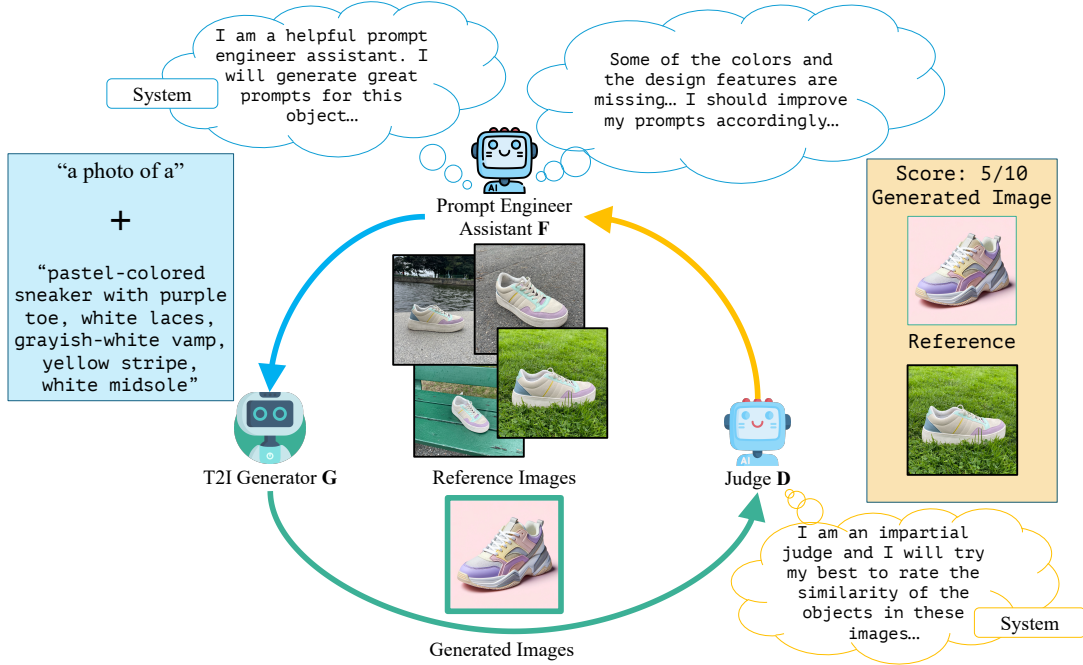 I am a helpful prompt
engineer assistant. I
will generate great
prompts for this
object…
System
Some of the colors and
the design features are
missing… I should improve
my prompts accordingly…
“a photo of a”
+
“pastel-colored
sneaker with purple
toe, white laces,
grayish-white vamp,
yellow stripe,
white midsole”
AI
Prompt Engineer
Assistant F
Score: 5/10
Generated Image
Reference
T2I Generator G
Reference Images
AI
Judge D
I am an impartial
judge and I will try
my best to rate the
similarity of the
objects in these
images…
System
Generated Images